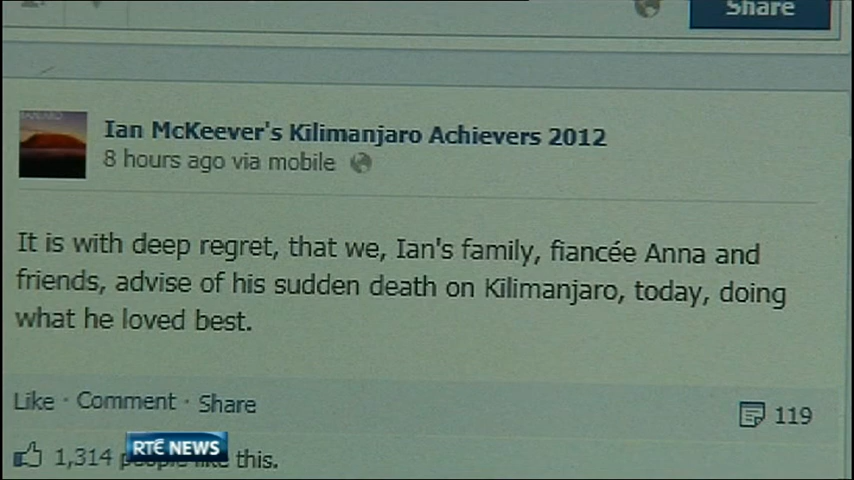 Share
Ian McKeever's Kilimanjaro Achievers 2012
8 hours ago via mobile
It is with deep regret, that we, Ian's family, fiancée Anna and
friends, advise of his sudden death on Kilimanjaro, today, doing
what he loved best.
Like · Comment · Share
119
1,314 people like this.
RTÉ NEWS